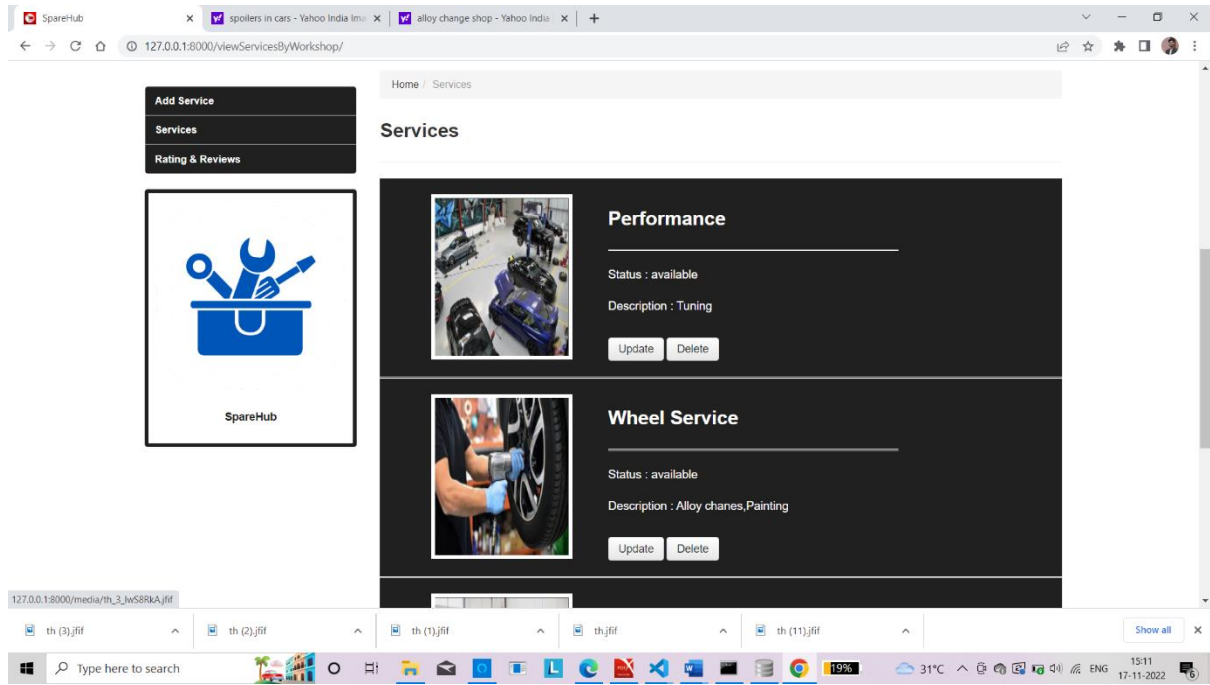 SpareHub
spoilers in cars - Yahoo India Ima
alloy change shop - Yahoo India
127.0.0.1:8000/viewServicesByWorkshop/
Add Service
Services
Rating & Reviews
SpareHub
Home / Services
Services
Performance
Status : available
Description : Tuning
Update Delete
Wheel Service
Status : available
Description : Alloy chanes,Painting
Update Delete
127.0.0.1:8000/media/th_3_lwS8RkA.jfif
th (3).jfif
th (2).jfif
th (1).jfif
th.jfif
th (11).jfif
Show all
Type here to search
19%
31°C
ENG
15:11
17-11-2022
6